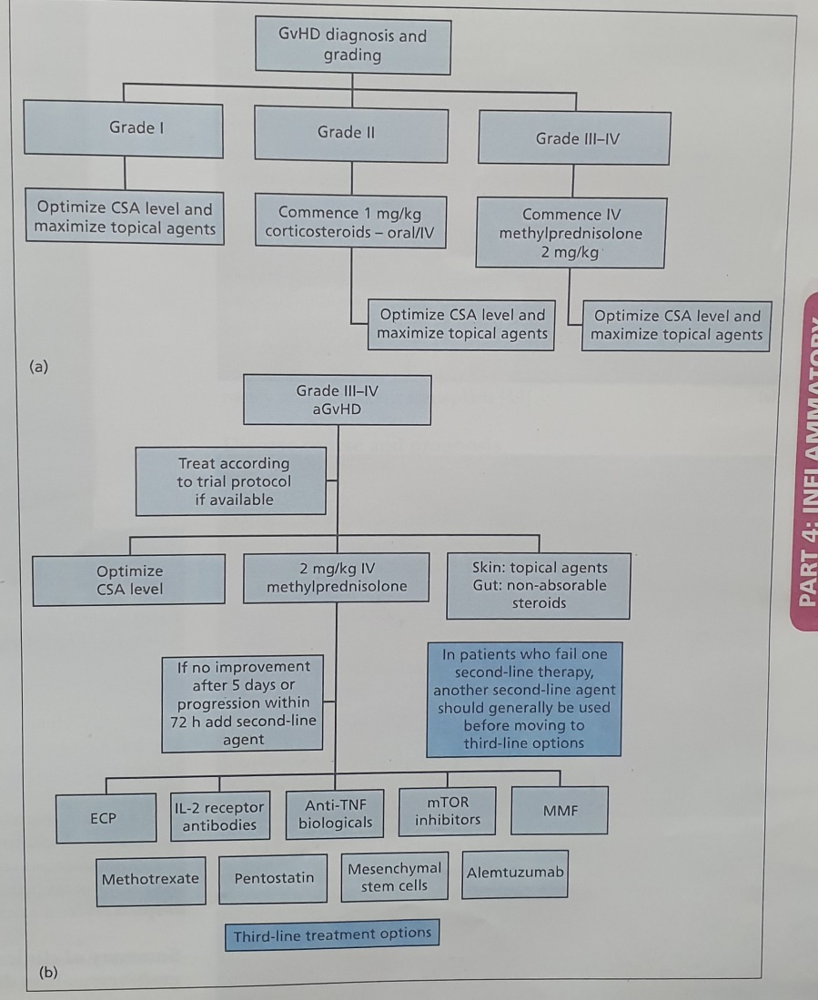 GvHD diagnosis and
grading
Grade I
Grade II
Grade III–IV
Optimize CSA level and
maximize topical agents
Commence 1 mg/kg
corticosteroids – oral/IV
Commence IV
methylprednisolone
2 mg/kg
Optimize CSA level and
maximize topical agents
Optimize CSA level and
maximize topical agents
(a)
Grade III–IV
aGvHD
Treat according
to trial protocol
if available
Optimize
CSA level
2 mg/kg IV
methylprednisolone
Skin: topical agents
Gut: non-absorable
steroids
If no improvement
after 5 days or
progression within
72 h add second-line
agent
In patients who fail one
second-line therapy,
another second-line agent
should generally be used
before moving to
third-line options
ECP
IL-2 receptor
antibodies
Anti-TNF
biologicals
mTOR
inhibitors
MMF
Methotrexate
Pentostatin
Mesenchymal
stem cells
Alemtuzumab
Third-line treatment options
(b)
PART 4: INFLAMMATORY